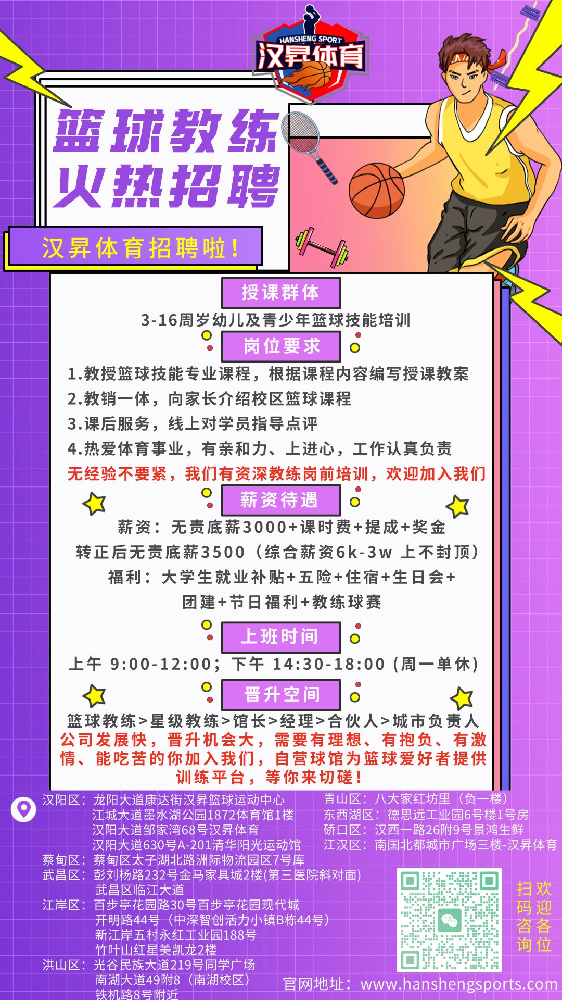 HANSHENG SPORT
汉昇体育
篮球教练
火热招聘
汉昇体育招聘啦！
授课群体
3-16周岁幼儿及青少年篮球技能培训
岗位要求
1.教授篮球技能专业课程，根据课程内容编写授课教案
2.教销一体，向家长介绍校区篮球课程
3.课后服务，线上对学员指导点评
4.热爱体育事业，有亲和力、上进心，工作认真负责
无经验不要紧，我们有资深教练岗前培训，欢迎加入我们
薪资待遇
薪资：无责底薪3000+课时费+提成+奖金
转正后无责底薪3500（综合薪资6k-3w 上不封顶）
福利：大学生就业补贴+五险+住宿+生日会+
团建+节日福利+教练球赛
上班时间
上午 9:00-12:00；下午 14:30-18:00 (周一单休)
晋升空间
篮球教练>星级教练>馆长>经理>合伙人>城市负责人
公司发展快，晋升机会大，需要有理想、有抱负、有激
情、能吃苦的你加入我们，自营球馆为篮球爱好者提供
训练平台，等你来切磋！
汉阳区：龙阳大道康达街汉昇篮球运动中心
江城大道墨水湖公园1872体育馆1楼
汉阳大道邹家湾68号汉昇体育
汉阳大道630号A-201清华阳光运动馆
蔡甸区：蔡甸区太子湖北路洲际物流园区7号库
武昌区：彭刘杨路232号金马家具城2楼(第三医院斜对面)
武昌区临江大道
江岸区：百步亭花园路30号百步亭花园现代城
开明路44号（中深智创活力小镇B栋44号）
新江岸五村永红工业园188号
竹叶山红星美凯龙2楼
洪山区：光谷民族大道219号同学广场
南湖大道49附8（南湖校区）
铁机路8号附近
青山区：八大家红坊里（负一楼）
东西湖区：德思远工业园6号楼1号房
硚口区：汉西一路26附9号景鸿生鲜
江汉区：南国北都城市广场三楼-汉昇体育
欢迎各位
扫码咨询
官网地址：www.hanshengsports.com